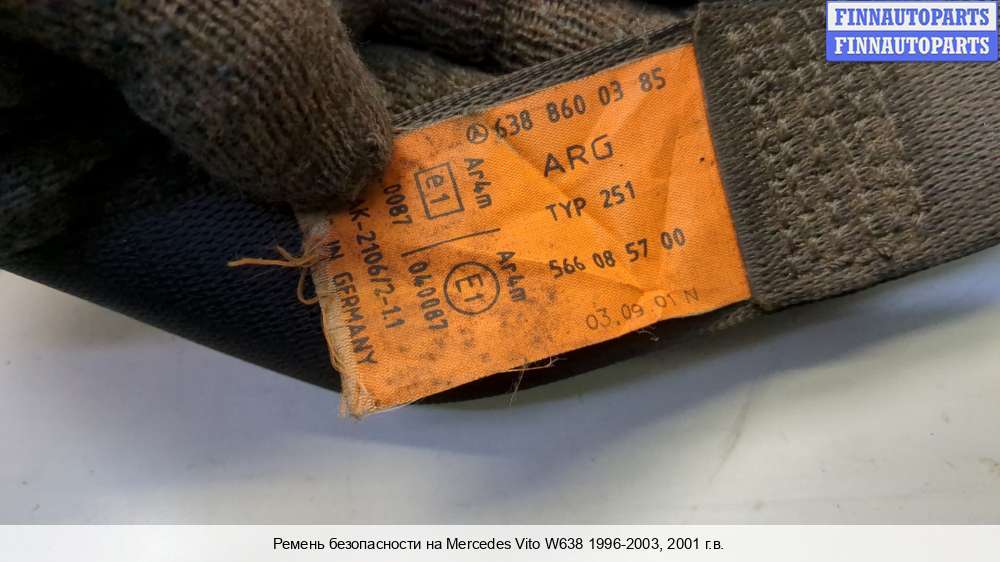 FINNAUTOPARTS
FINNAUTOPARTS
638 860 03 85
ARG
TYP 251
566 08 57 00
03.09.01 N
e1 Ar4m
0087
E1 Ar4m
040087
IN GERMANY
Ремень безопасности на Mercedes Vito W638 1996-2003, 2001 г.в.